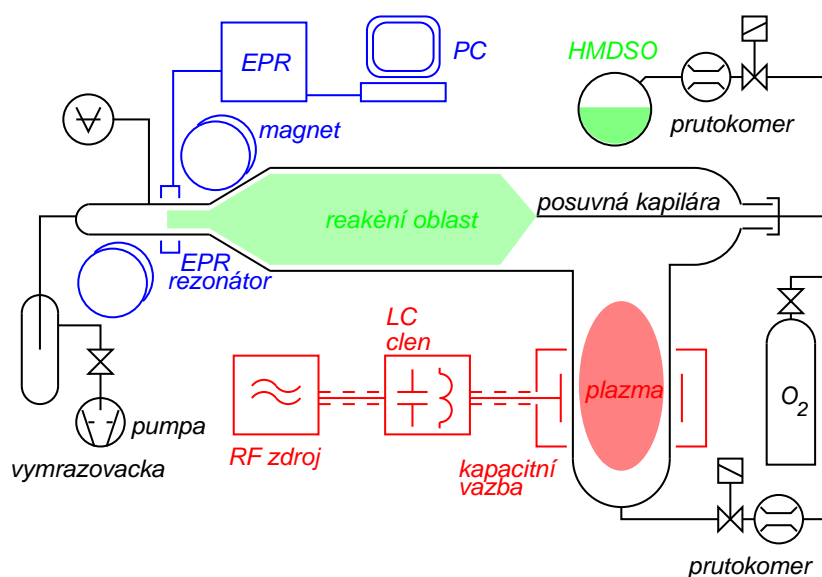 EPR
PC
HMDSO
magnet
prutokomer
posuvná kapilára
reakèní oblast
EPR
rezonátor
LC
clen
plazma
O2
pumpa
RF zdroj
vymrazovacka
kapacitní
vazba
prutokomer